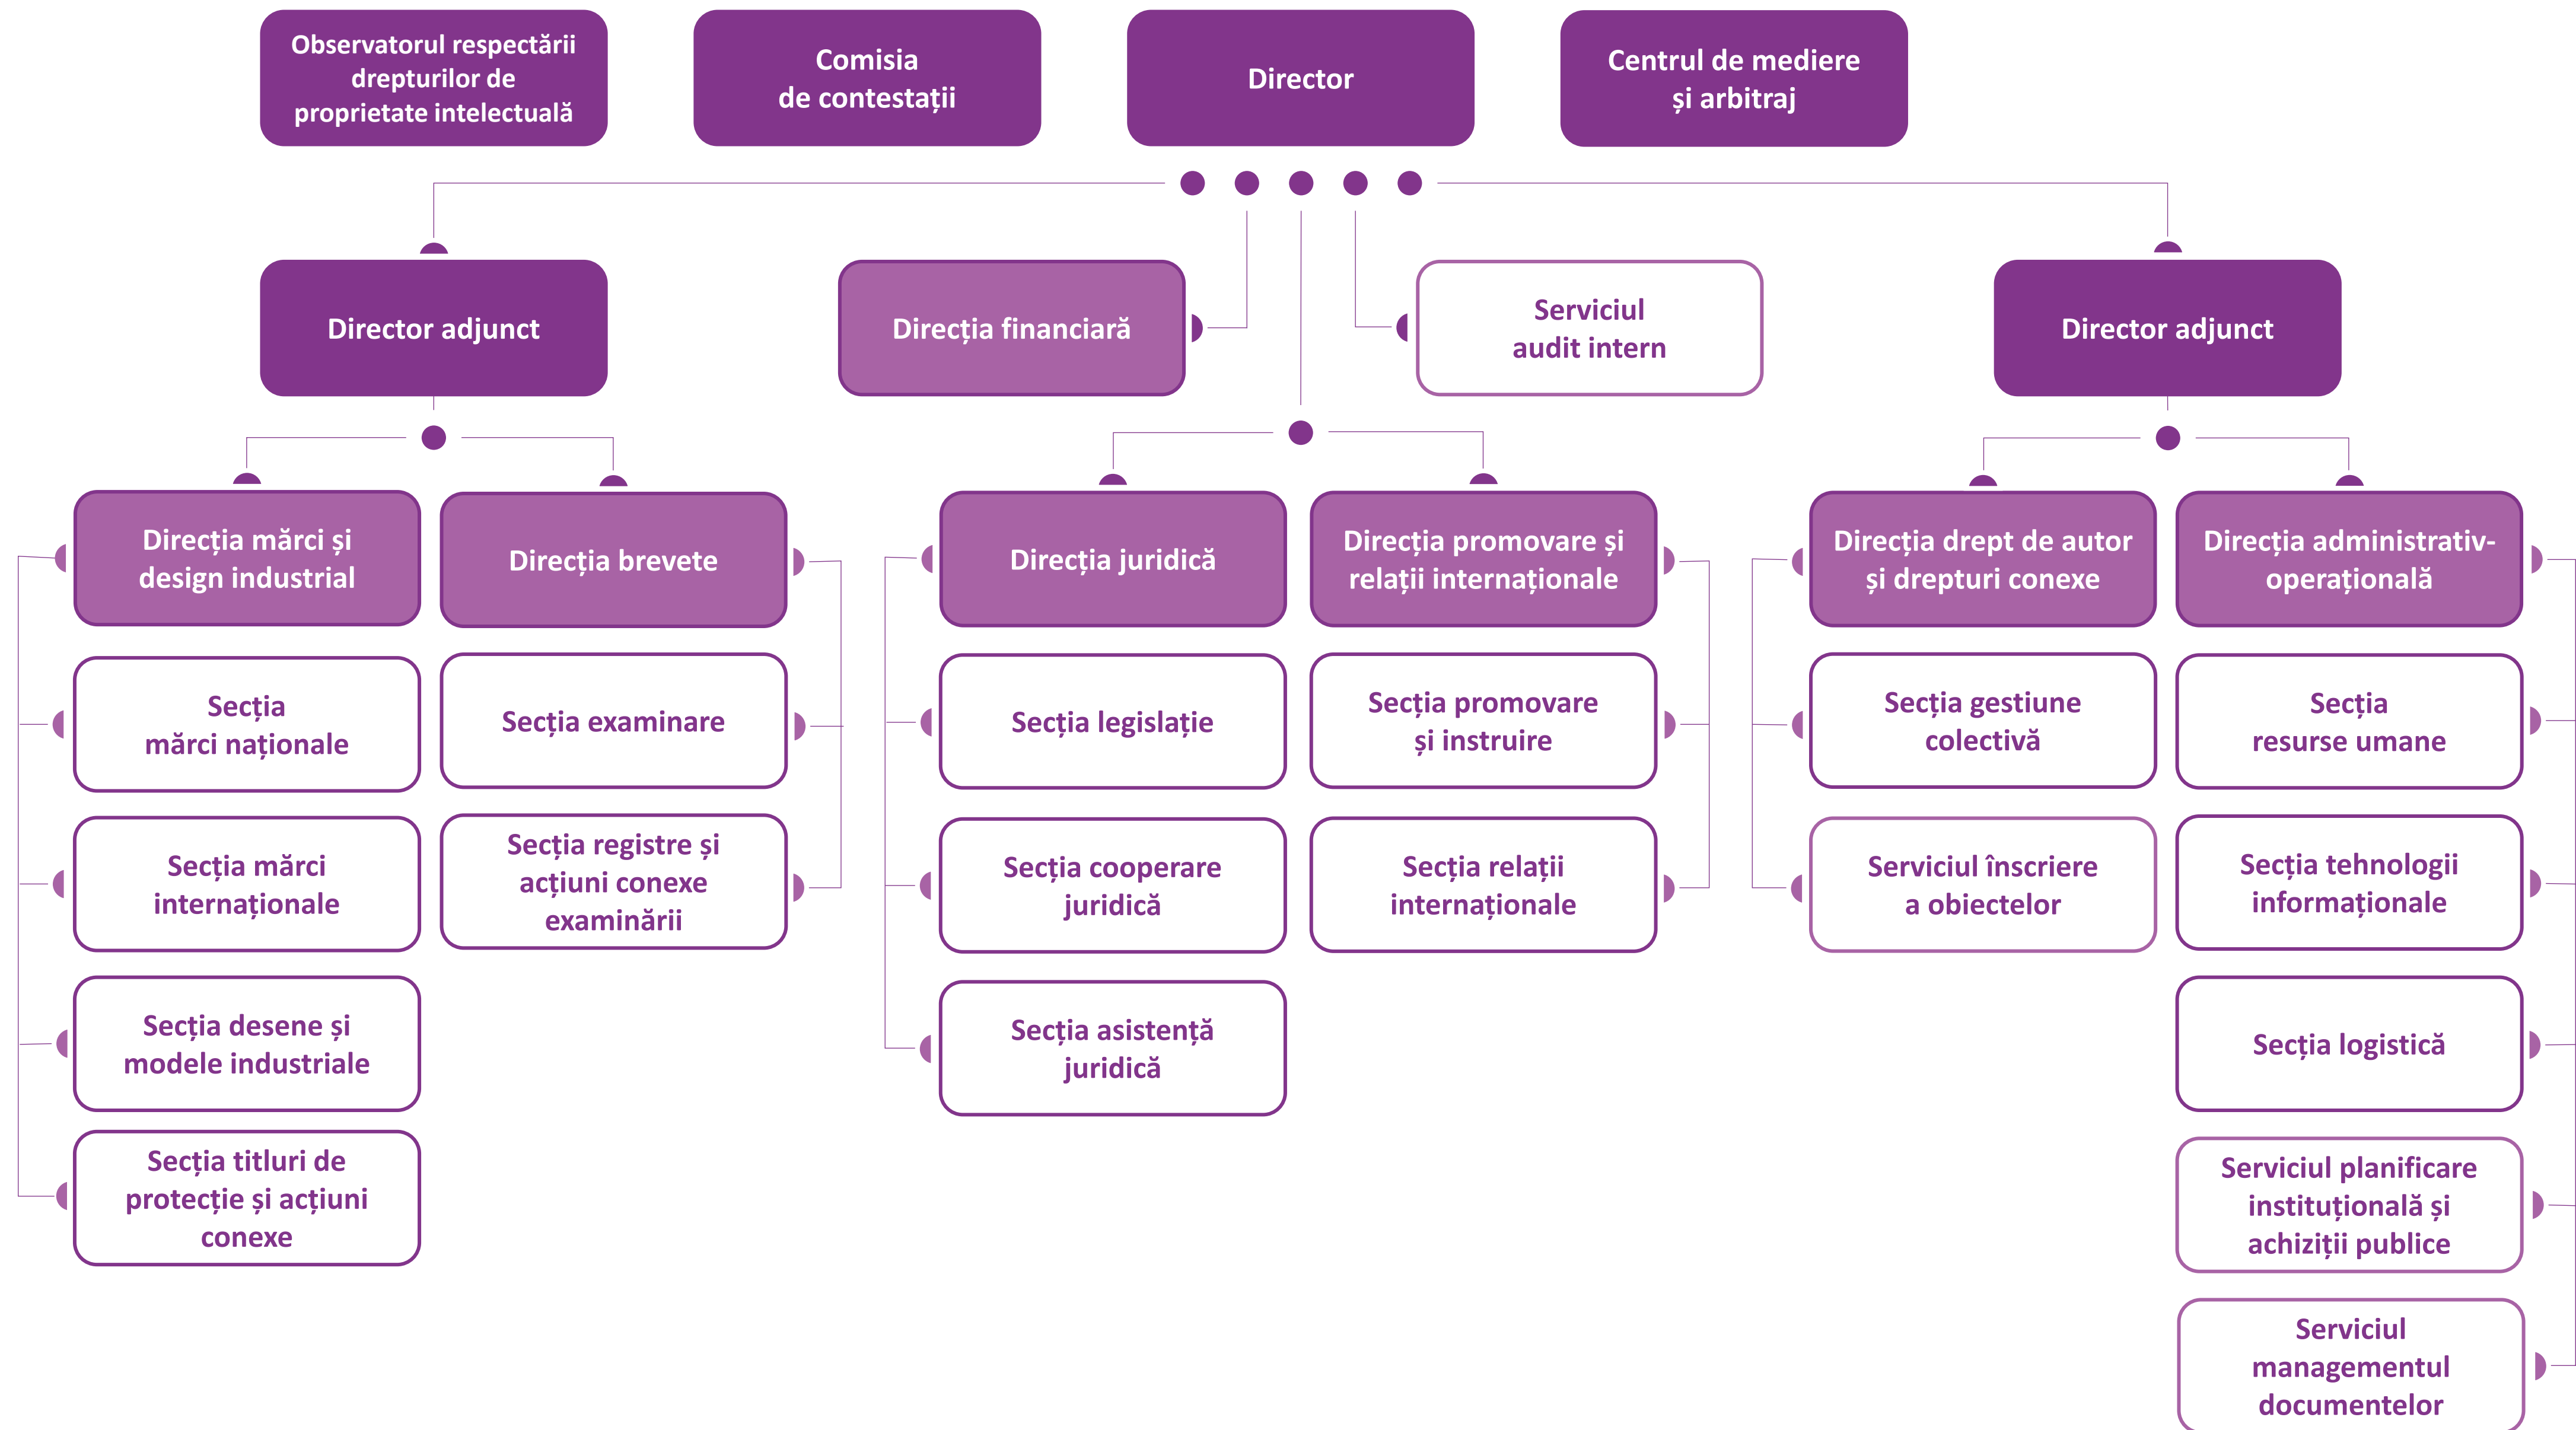 Observatorul respectării
drepturilor de
proprietate intelectuală
Comisia
de contestații
Director
Centrul de mediere
și arbitraj
Director adjunct
Direcția financiară
Serviciul
audit intern
Director adjunct
Direcția mărci și
design industrial
Direcția brevete
Direcția juridică
Direcția promovare și
relații internaționale
Direcția drept de autor
și drepturi conexe
Direcția administrativ-
operațională
Secția
mărci naționale
Secția examinare
Secția legislație
Secția promovare
și instruire
Secția gestiune
colectivă
Secția
resurse umane
Secția mărci
internaționale
Secția registre și
acțiuni conexe
examinării
Secția cooperare
juridică
Secția relații
internaționale
Serviciul înscriere
a obiectelor
Secția tehnologii
informaționale
Secția desene și
modele industriale
Secția asistență
juridică
Secția logistică
Secția titluri de
protecție și acțiuni
conexe
Serviciul planificare
instituțională și
achiziții publice
Serviciul
managementul
documentelor